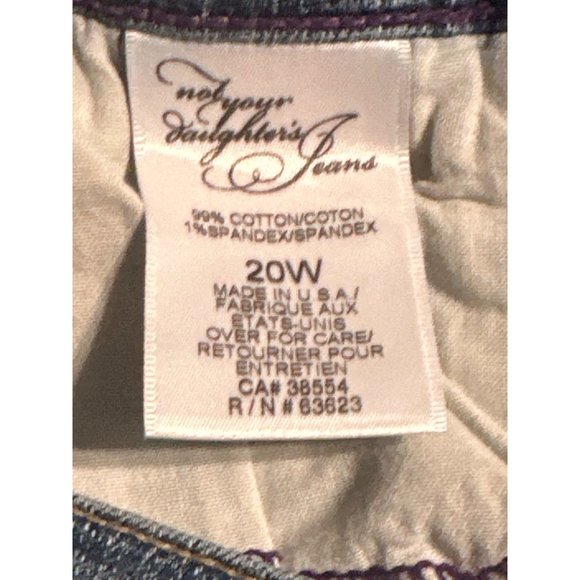 not your
daughter's
Jeans
99% COTTON/COTON
1% SPANDEX/SPANDEX
20W
MADE IN U S A/
FABRIQUE AUX
ETATS-UNIS
OVER FOR CARE/
RETOURNER POUR
ENTRETIEN
CA# 38554
R/N # 63623